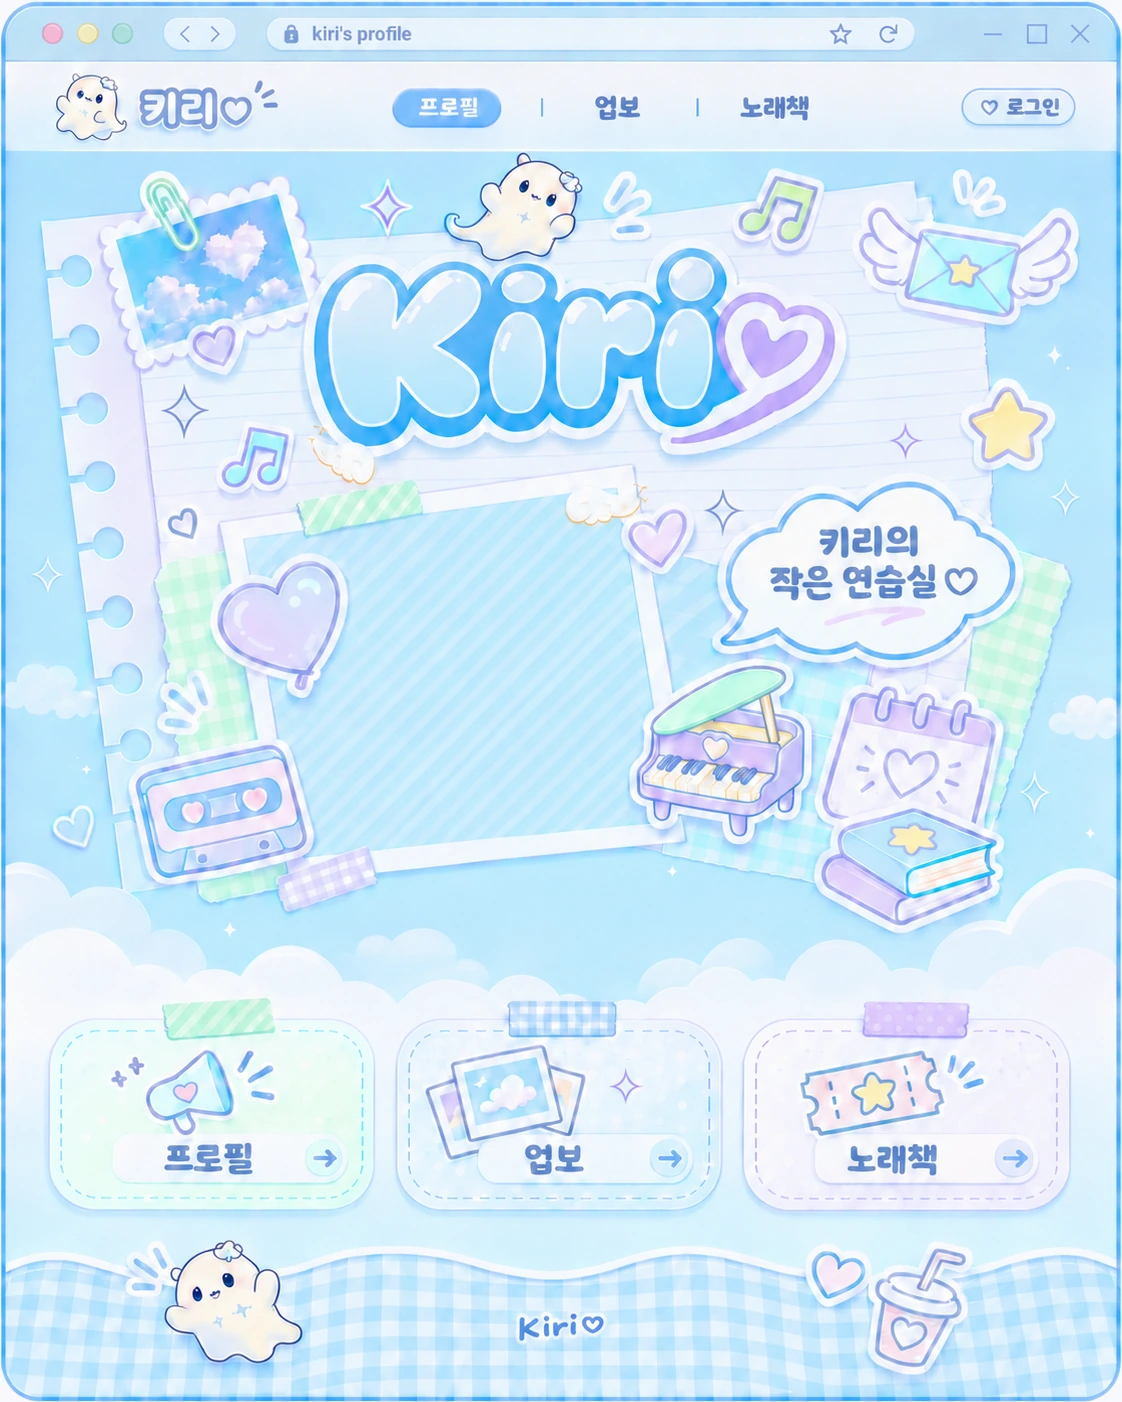 kiri's profile
키리♡
프로필
업보
노래책
♡ 로그인
Kiri♡
키리의
작은 연습실♡
프로필
업보
노래책
Kiri♡